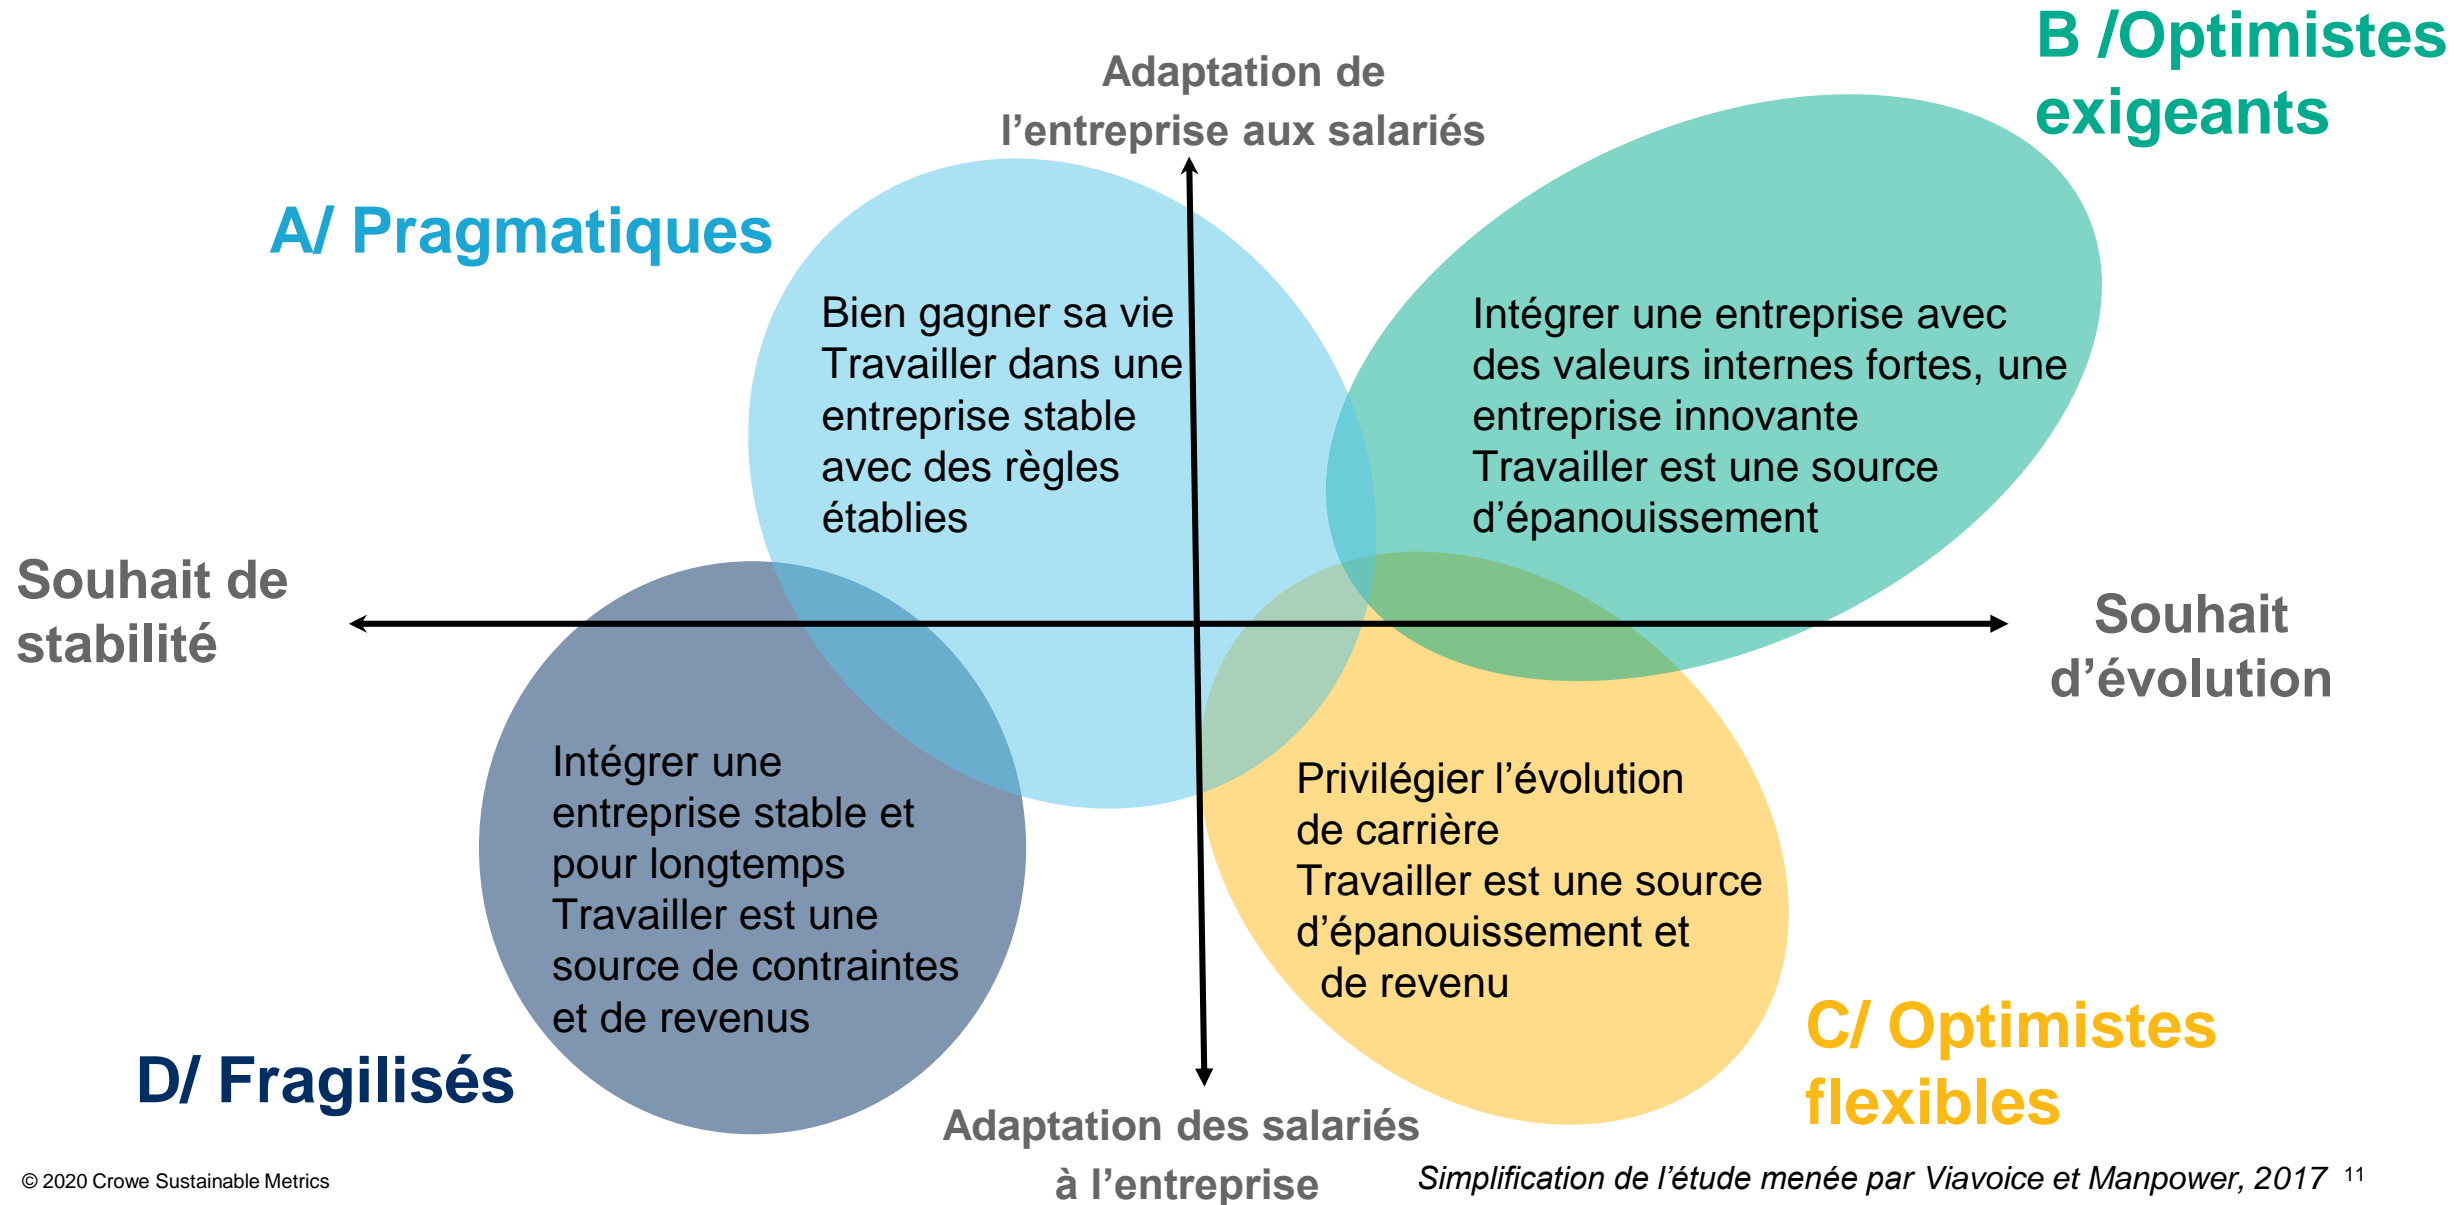 B /Optimistes
exigeants
Adaptation de
l’entreprise aux salariés
A/ Pragmatiques
Bien gagner sa vie
Travailler dans une
entreprise stable
avec des règles
établies
Intégrer une entreprise avec
des valeurs internes fortes, une
entreprise innovante
Travailler est une source
d’épanouissement
Souhait de
stabilité
Souhait
d’évolution
Intégrer une
entreprise stable et
pour longtemps
Travailler est une
source de contraintes
et de revenus
Privilégier l’évolution
de carrière
Travailler est une source
d’épanouissement et
de revenu
D/ Fragilisés
C/ Optimistes
flexibles
Adaptation des salariés
à l’entreprise
© 2020 Crowe Sustainable Metrics
Simplification de l’étude menée par Viavoice et Manpower, 2017
11